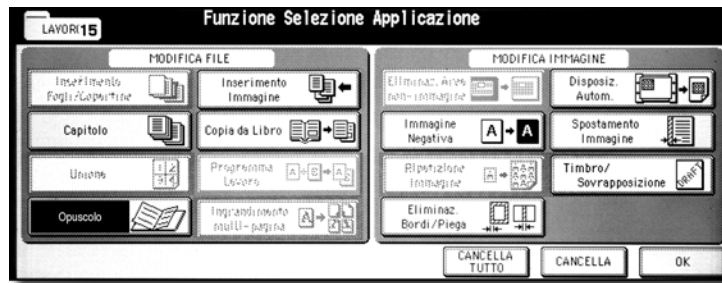 Funzione Selezione Applicazione
LAVORI 15
MODIFICA FILE
Inserimento
Fogli/Copertine
Inserimento
Immagine
Capitolo
Copia da Libro
Unione
Programma
Lavoro
Opuscolo
Ingrandimento
multi-pagina
MODIFICA IMMAGINE
Eliminaz. Aree
non-immagine
Disposiz.
Autom.
Immagine
Negativa
A
A
Spostamento
Immagine
Ripetizione
Immagine
Timbro/
Sovrapposizione
DRAFT
Eliminaz.
Bordi/Piega
CANCELLA
TUTTO
CANCELLA
OK